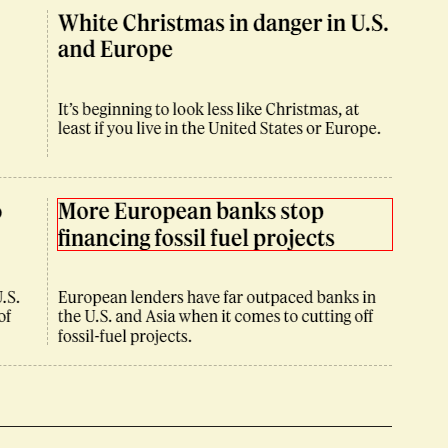 White Christmas in danger in U.S.
and Europe
It's beginning to look less like Christmas, at
least if you live in the United States or Europe.
More European banks stop
financing fossil fuel projects
U.S.
of
European lenders have far outpaced banks in
the U.S. and Asia when it comes to cutting off
fossil-fuel projects.